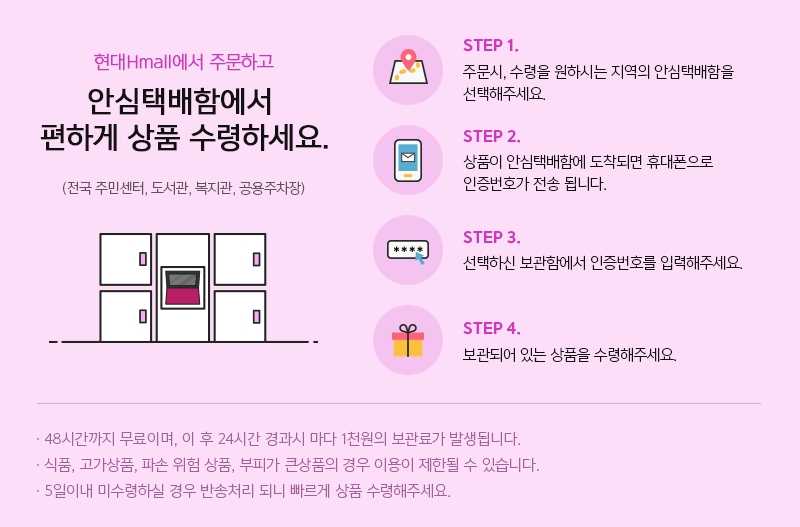 현대Hmall에서 주문하고
안심택배함에서
편하게 상품 수령하세요.
(전국 주민센터, 도서관, 복지관, 공용주차장)
STEP 1.
주문시, 수령을 원하시는 지역의 안심택배함을
선택해주세요.
STEP 2.
상품이 안심택배함에 도착되면 휴대폰으로
인증번호가 전송 됩니다.
****
STEP 3.
선택하신 보관함에서 인증번호를 입력해주세요.
STEP 4.
보관되어 있는 상품을 수령해주세요.
· 48시간까지 무료이며, 이 후 24시간 경과시 마다 1천원의 보관료가 발생됩니다.
· 식품, 고가상품, 파손 위험 상품, 부피가 큰상품의 경우 이용이 제한될 수 있습니다.
· 5일이내 미수령하실 경우 반송처리 되니 빠르게 상품 수령해주세요.